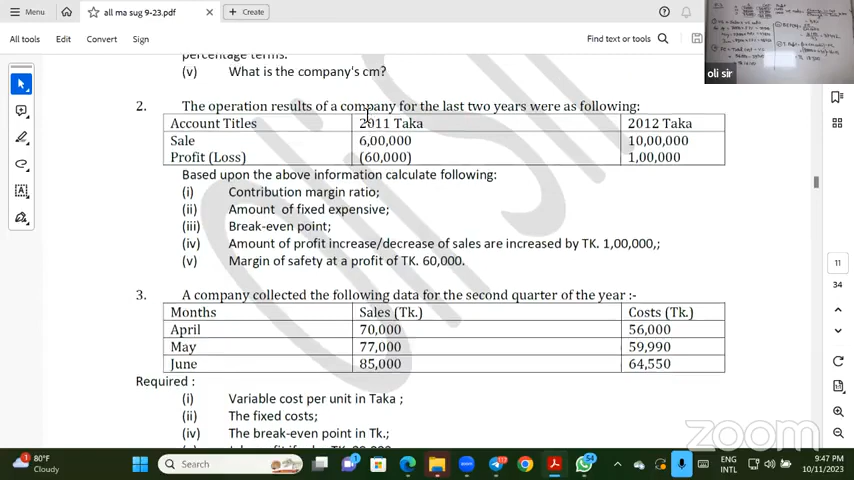 Menu
all ma sug 9-23.pdf
Create
All tools
Edit
Convert
Sign
Find text or tools
oli sir
percentage terms.
(v) What is the company's cm?
2. The operation results of a company for the last two years were as following:
Account Titles 2011 Taka 2012 Taka
Sale 6,00,000 10,00,000
Profit (Loss) (60,000) 1,00,000
Based upon the above information calculate following:
(i) Contribution margin ratio;
(ii) Amount of fixed expensive;
(iii) Break-even point;
(iv) Amount of profit increase/decrease of sales are increased by TK. 1,00,000,;
(v) Margin of safety at a profit of TK. 60,000.
3. A company collected the following data for the second quarter of the year :-
Months Sales (Tk.) Costs (Tk.)
April 70,000 56,000
May 77,000 59,990
June 85,000 64,550
Required :
(i) Variable cost per unit in Taka ;
(ii) The fixed costs;
(iv) The break-even point in Tk.;
11
34
zoom
80°F
Cloudy
Search
54
ENG
INTL
9:47 PM
10/11/2023